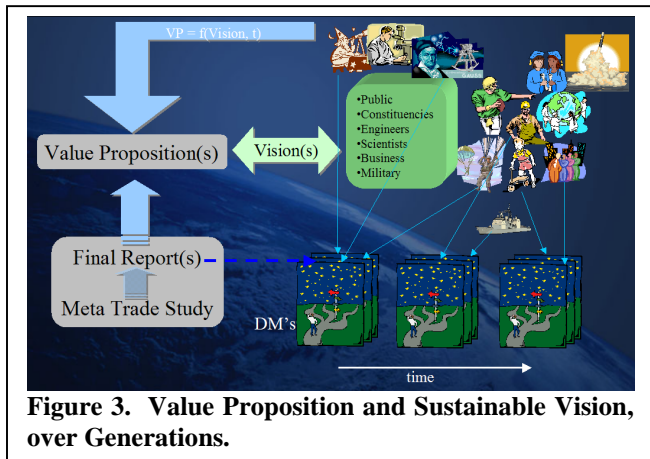 VP = f(Vision, t)
•Public
•Constituencies
•Engineers
•Scientists
•Business
•Military
Value Proposition(s)
Vision(s)
Final Report(s)
Meta Trade Study
DM's
time
Figure 3. Value Proposition and Sustainable Vision,
over Generations.